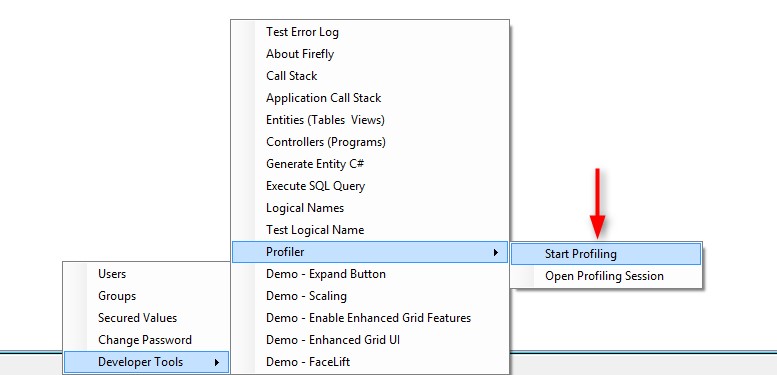 Test Error Log
About Firefly
Call Stack
Application Call Stack
Entities (Tables  Views)
Controllers (Programs)
Generate Entity C#
Execute SQL Query
Logical Names
Test Logical Name
Profiler
Demo - Expand Button
Demo - Scaling
Demo - Enable Enhanced Grid Features
Demo - Enhanced Grid UI
Demo - FaceLift
Start Profiling
Open Profiling Session
Users
Groups
Secured Values
Change Password
Developer Tools